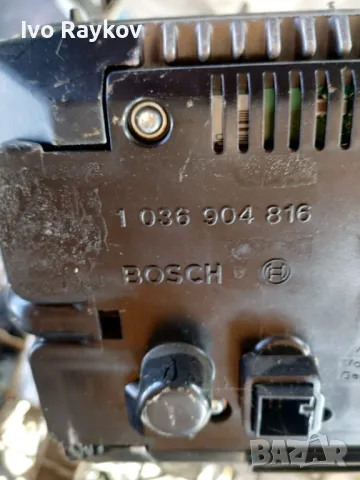 Ivo Raykov
1 036 904 816
BOSCH
bazar